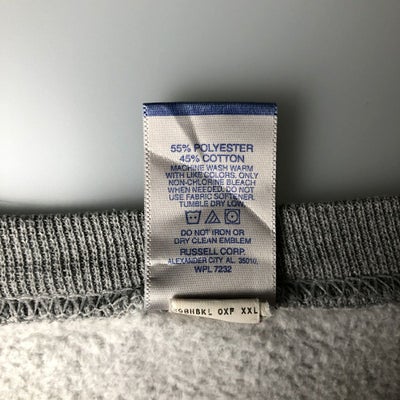 55% POLYESTER
45% COTTON
MACHINE WASH WARM
WITH LIKE COLORS. ONLY
NON-CHLORINE BLEACH
WHEN NEEDED. DO NOT
USE FABRIC SOFTENER.
TUMBLE DRY LOW.
DO NOT IRON OR
DRY CLEAN EMBLEM
RUSSELL CORP.
ALEXANDER CITY AL. 35010,
WPL 7232
OXF XXL